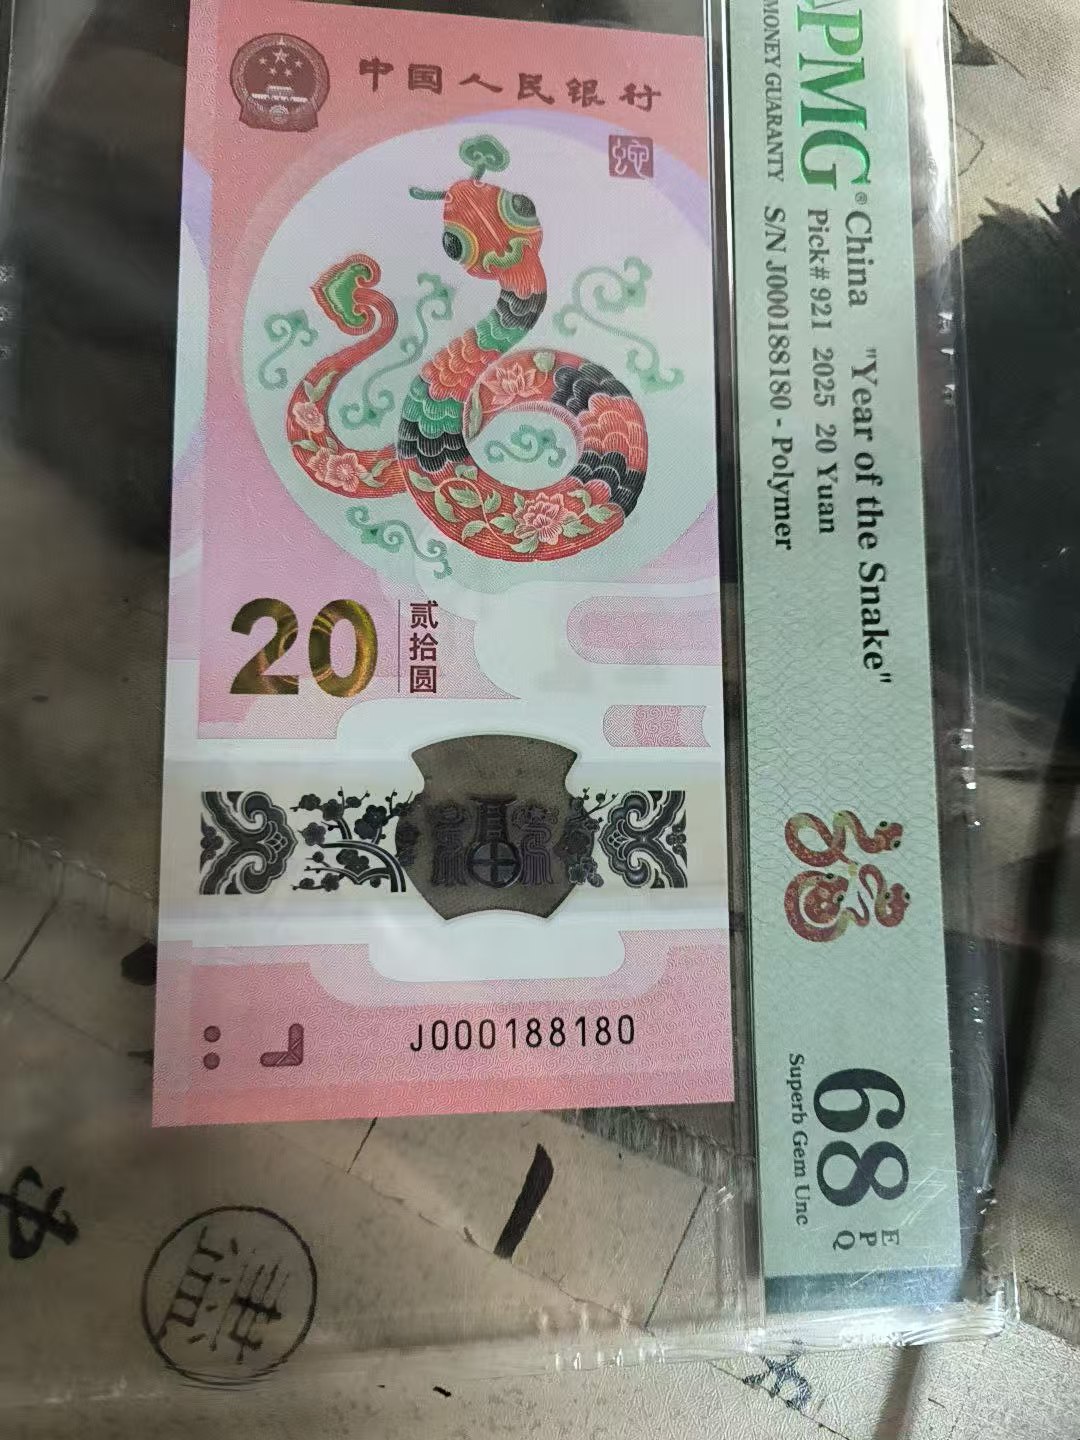 中国人民银行
20
贰拾圆
J000188180
PMG
MONEY GUARANTY
® China "Year of the Snake"
Pick# 921 2025 20 Yuan
S/N J000188180 - Polymer
68 EPQ
Superb Gem Unc